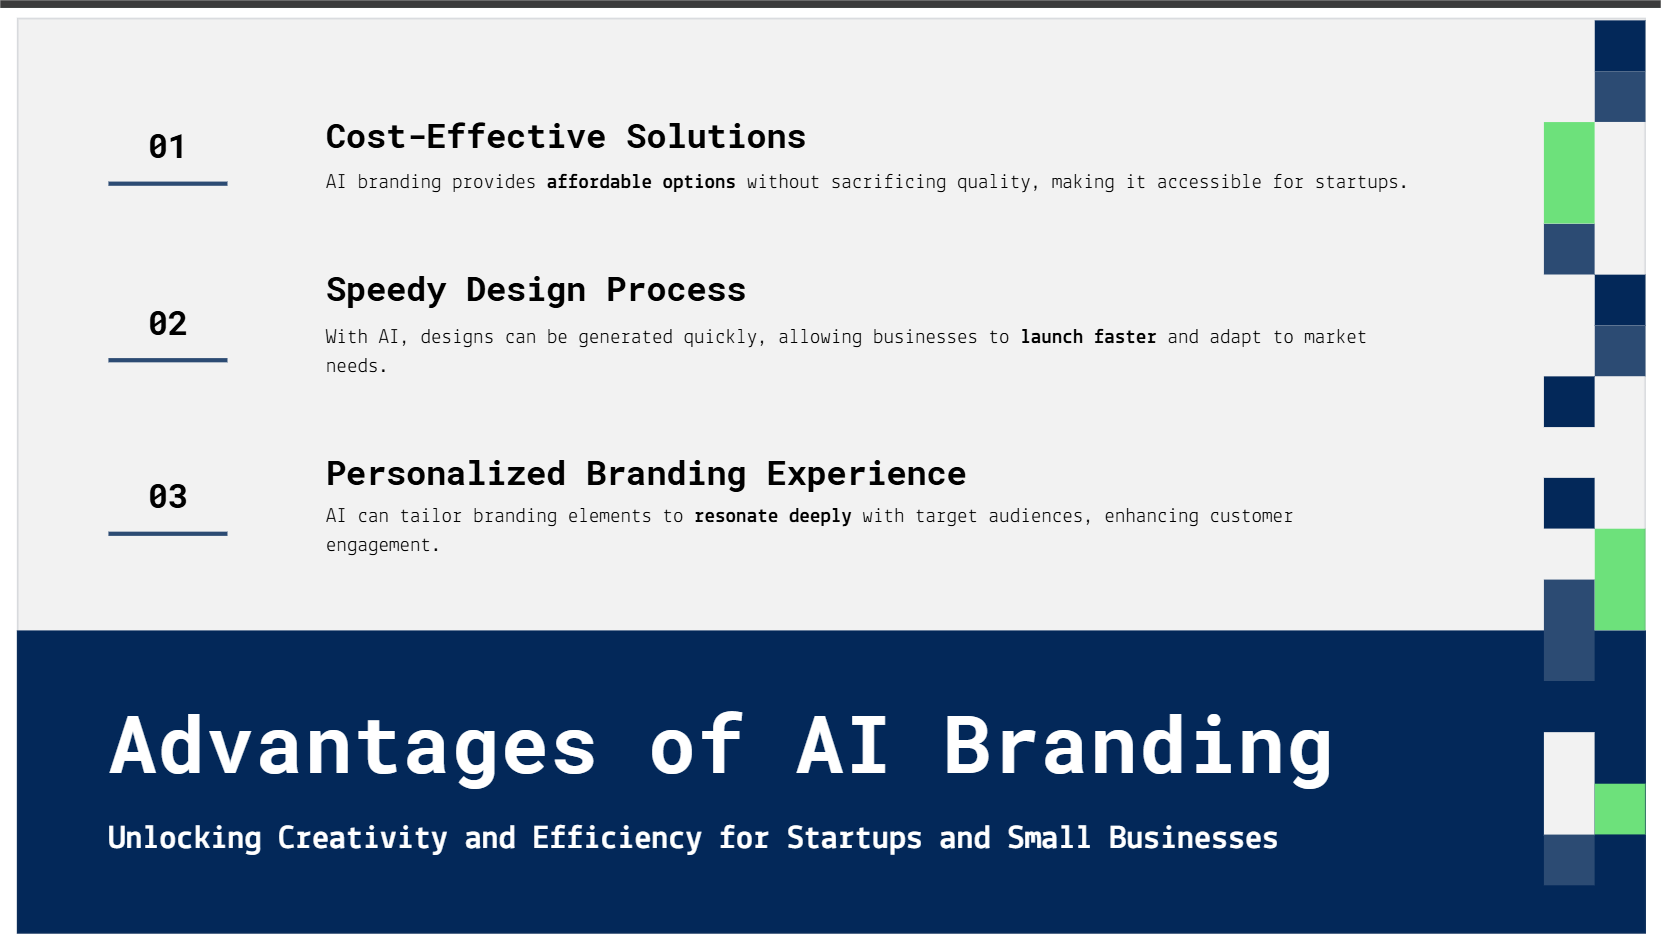 01
Cost-Effective Solutions
AI branding provides affordable options without sacrificing quality, making it accessible for startups.
02
Speedy Design Process
With AI, designs can be generated quickly, allowing businesses to launch faster and adapt to market
needs.
03
Personalized Branding Experience
AI can tailor branding elements to resonate deeply with target audiences, enhancing customer
engagement.
Advantages of AI Branding
Unlocking Creativity and Efficiency for Startups and Small Businesses